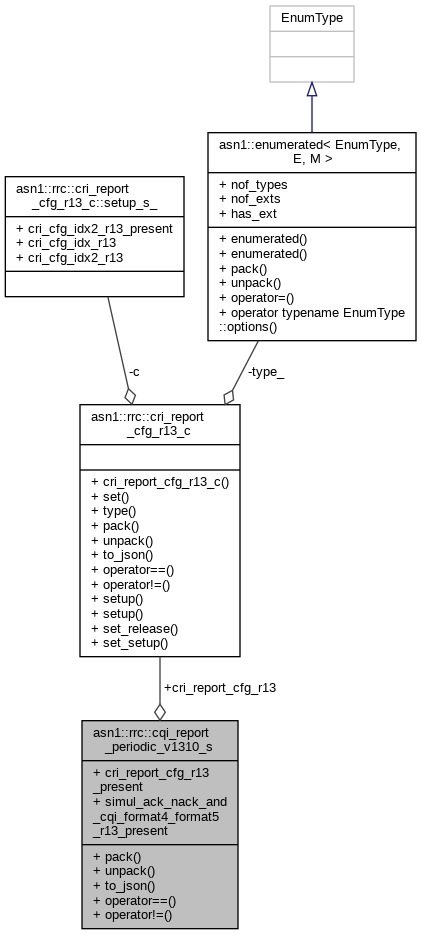 EnumType
asn1::enumerated< EnumType,
E, M >
+ nof_types
+ nof_exts
+ has_ext
+ enumerated()
+ enumerated()
+ pack()
+ unpack()
+ operator=()
+ operator typename EnumType
::options()
asn1::rrc::cri_report
_cfg_r13_c::setup_s_
+ cri_cfg_idx2_r13_present
+ cri_cfg_idx_r13
+ cri_cfg_idx2_r13
-c
-type_
asn1::rrc::cri_report
_cfg_r13_c
+ cri_report_cfg_r13_c()
+ set()
+ type()
+ pack()
+ unpack()
+ to_json()
+ operator==()
+ operator!=()
+ setup()
+ setup()
+ set_release()
+ set_setup()
+cri_report_cfg_r13
asn1::rrc::cqi_report
_periodic_v1310_s
+ cri_report_cfg_r13
_present
+ simul_ack_nack_and
_cqi_format4_format5
_r13_present
+ pack()
+ unpack()
+ to_json()
+ operator==()
+ operator!=()